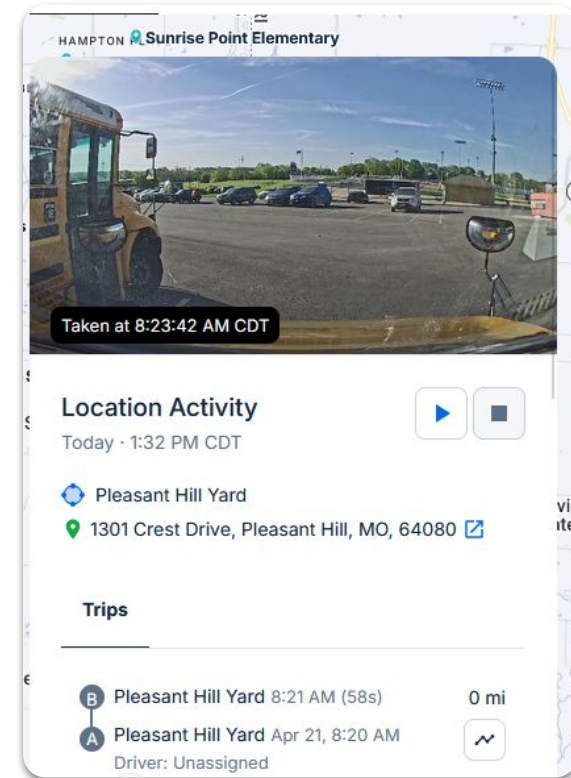 HAMPTON
Sunrise Point Elementary
Taken at 8:23:42 AM CDT
Location Activity
Today · 1:32 PM CDT
Pleasant Hill Yard
1301 Crest Drive, Pleasant Hill, MO, 64080
Trips
B Pleasant Hill Yard 8:21 AM (58s) 0 mi
A Pleasant Hill Yard Apr 21, 8:20 AM
Driver: Unassigned